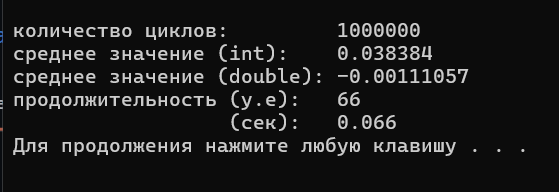 количество циклов: 1000000
среднее значение (int): 0.038384
среднее значение (double): -0.00111057
продолжительность (у.е): 66
(сек): 0.066
Для продолжения нажмите любую клавишу . . .